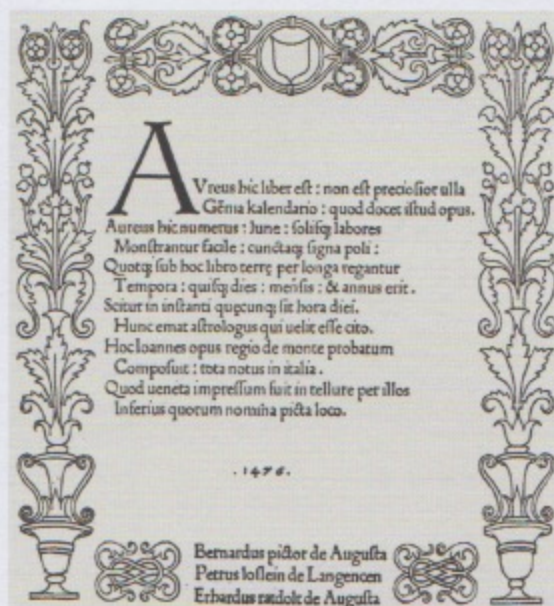 AVreus hic liber est : non est preciosior ulla
Gēma kalendario : quod docet istud opus.
Aureus hic numerus : lune : solisq; labores
Monstrantur facile : cunctaq; signa poli :
Quotq; sub hoc libro terrę per longa regantur
Tempora : quisq; dies : mensis : & annus erit.
Scitur in instanti quęcunq; sit hora diei.
Hunc emat astrologus qui uelit esse cito.
Hoc Ioannes opus regio de monte probatum
Composuit : tota notus in italia.
Quod ueneta impressum fuit in tellure per illos
Inferius quorum nomina picta loco.
.1476.
Bernardus pictor de Augusta
Petrus loslein de Langencen
Erhardus ratdolt de Augusta